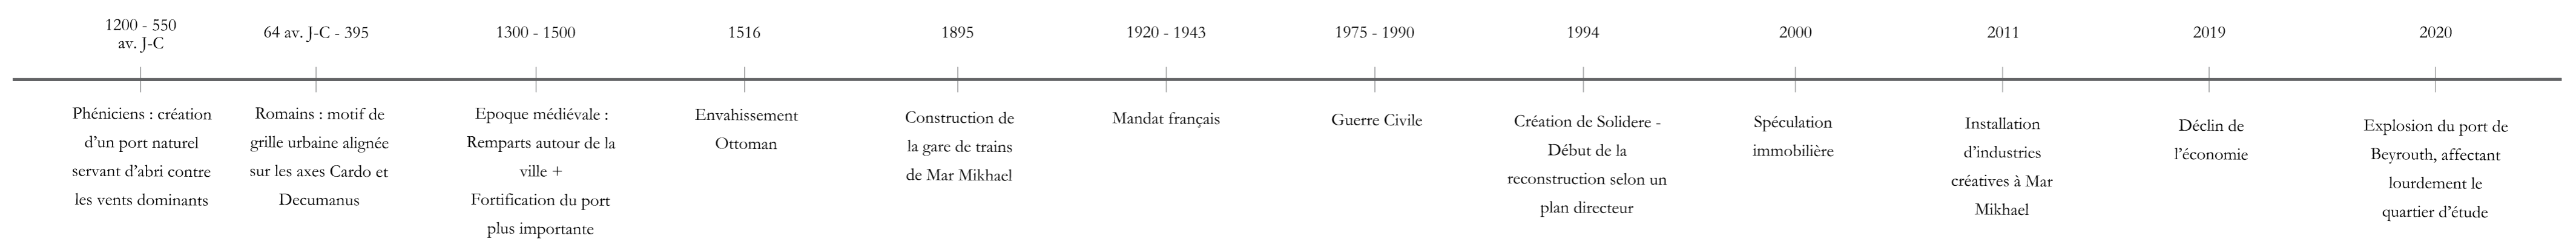 1200 - 550
av. J-C
Phéniciens : création
d'un port naturel
servant d'abri contre
les vents dominants
64 av. J-C - 395
Romains : motif de
grille urbaine alignée
sur les axes Cardo et
Decumanus
1300 - 1500
Epoque médiévale :
Remparts autour de la
ville +
Fortification du port
plus importante
1516
Envahissement
Ottoman
1895
Construction de
la gare de trains
de Mar Mikhael
1920 - 1943
Mandat français
1975 - 1990
Guerre Civile
1994
Création de Solidere -
Début de la
reconstruction selon un
plan directeur
2000
Spéculation
immobilière
2011
Installation
d'industries
créatives à Mar
Mikhael
2019
Déclin de
l'économie
2020
Explosion du port de
Beyrouth, affectant
lourdement le
quartier d'étude